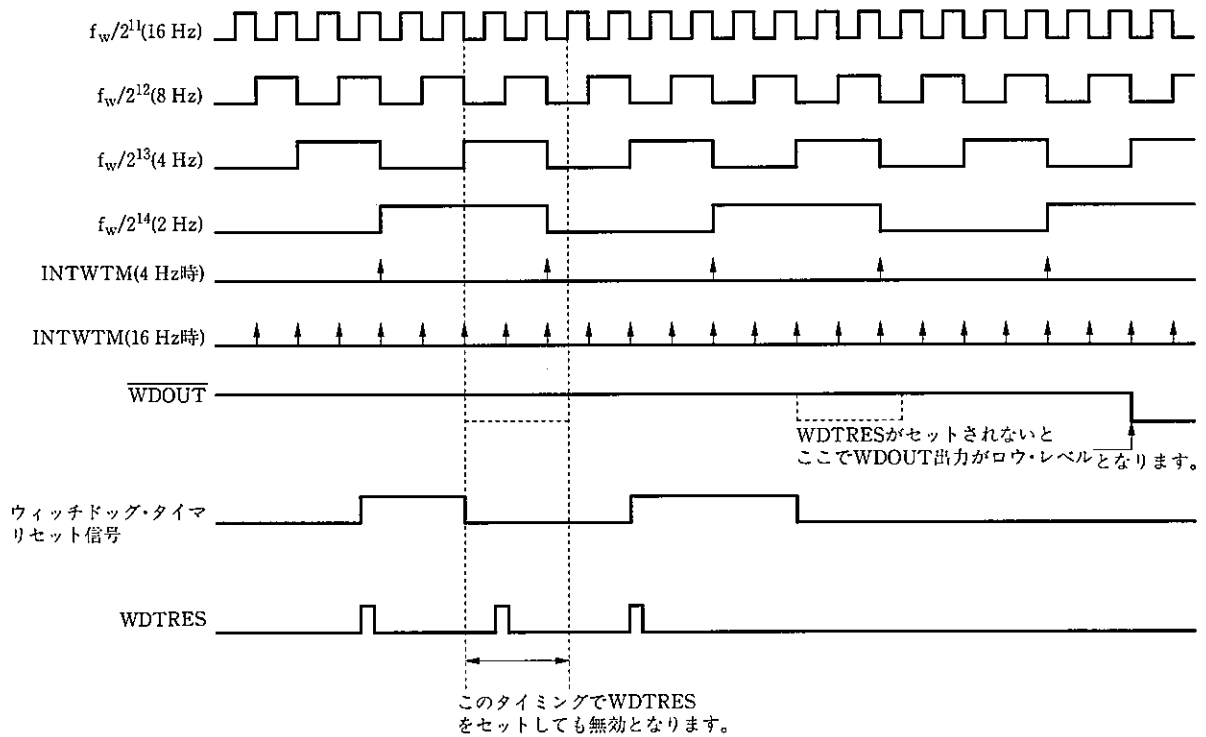 f_w/2^11(16 Hz)
f_w/2^12(8 Hz)
f_w/2^13(4 Hz)
f_w/2^14(2 Hz)
INTWTM(4 Hz時)
INTWTM(16 Hz時)
WDOUT
WDTRESがセットされないと
ここでWDOUT出力がロウ・レベルとなります。
ウィッチドッグ・タイマ
リセット信号
WDTRES
このタイミングでWDTRES
をセットしても無効となります。